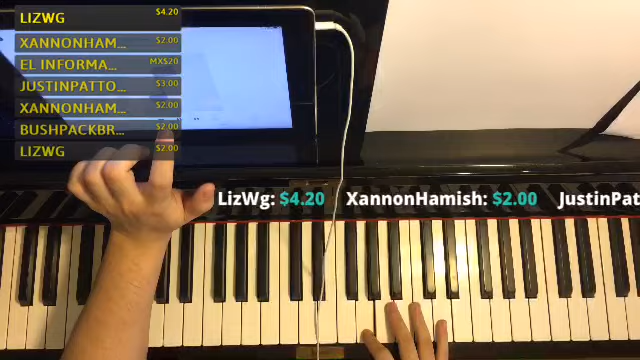 LIZWG $4.20
XANNONHAM... $2.00
EL INFORMA... MX$20
JUSTINPATTO... $3.00
XANNONHAM... $2.00
BUSHPACKBR... $2.00
LIZWG $2.00
LizWg: $4.20 XannonHamish: $2.00 JustinPat